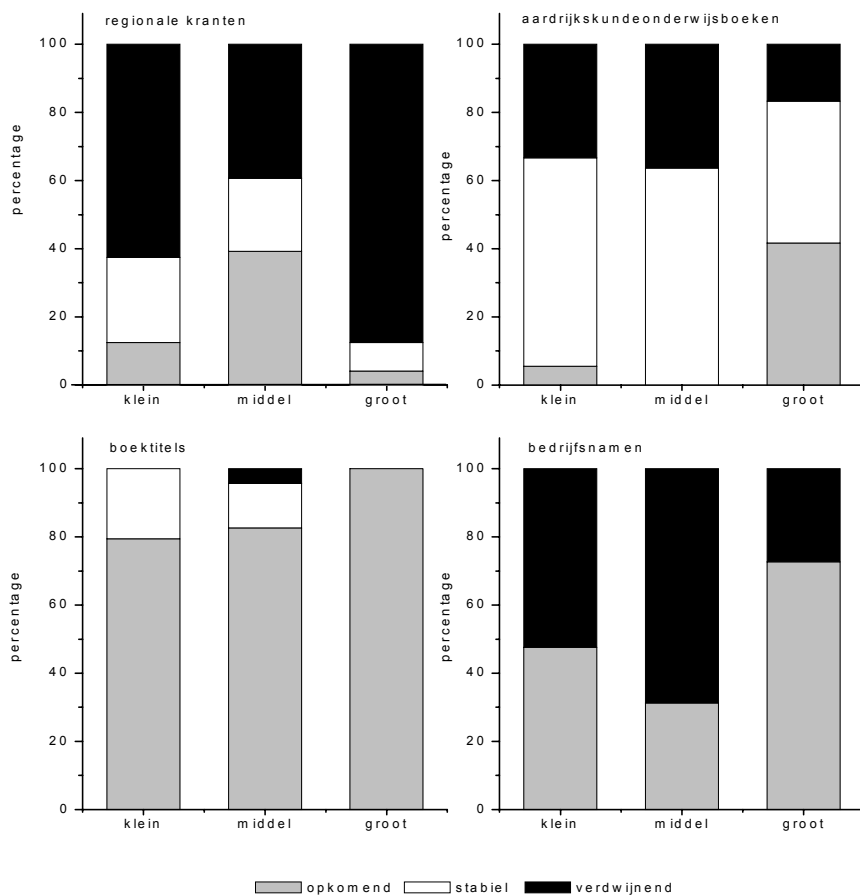 regionale kranten
percentage
100
80
60
40
20
0
klein middel groot
aardrijkskundeonderwijsboeken
percentage
100
80
60
40
20
0
klein middel groot
boektitels
percentage
100
80
60
40
20
0
klein middel groot
bedrijfsnamen
percentage
100
80
60
40
20
0
klein middel groot
opkomend stabiel verdwijnend